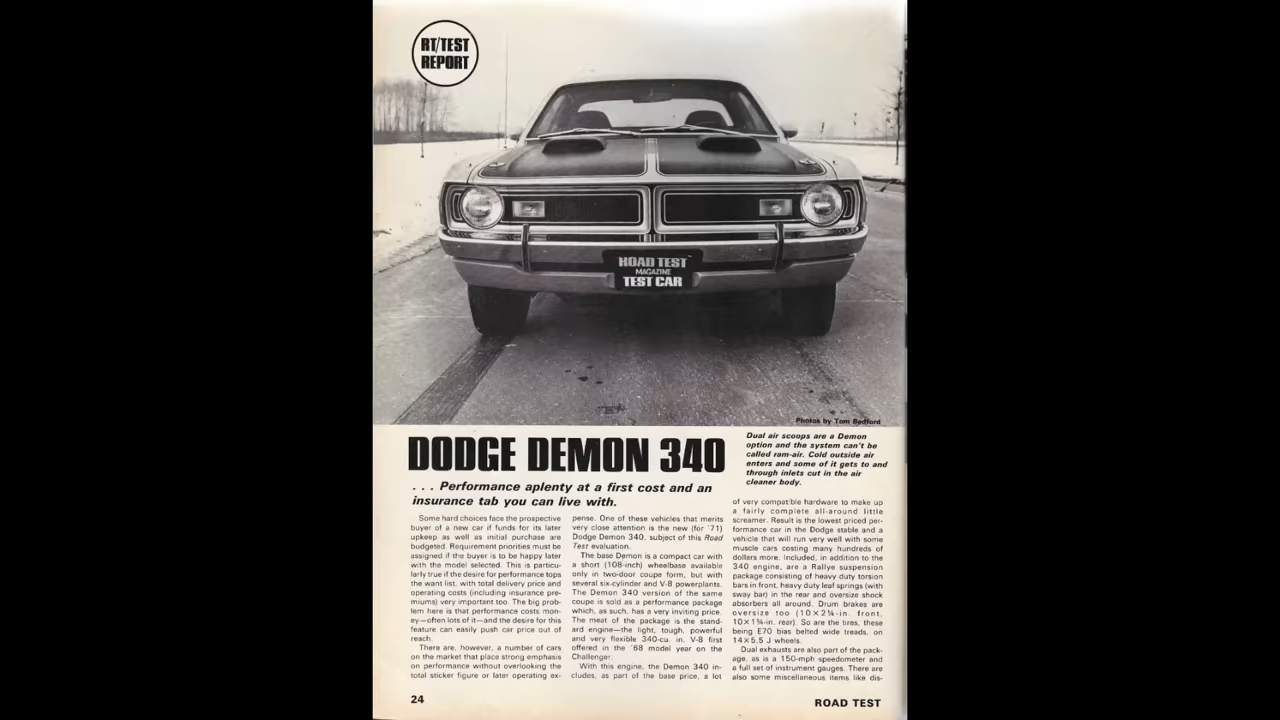 RT/TEST
REPORT
ROAD TEST
MAGAZINE
TEST CAR
Photos by Tom Bedford
DODGE DEMON 340
. . . Performance aplenty at a first cost and an
insurance tab you can live with.
Dual air scoops are a Demon
option and the system can't be
called ram-air. Cold outside air
enters and some of it gets to and
through inlets cut in the air
cleaner body.
Some hard choices face the prospective
buyer of a new car if funds for its later
upkeep as well as initial purchase are
budgeted. Requirement priorities must be
assigned if the buyer is to be happy later
with the model selected. This is particu-
larly true if the desire for performance tops
the want list, with total delivery price and
operating costs (including insurance pre-
miums) very important too. The big prob-
lem here is that performance costs mon-
ey—often lots of it—and the desire for this
feature can easily push car price out of
reach.
There are, however, a number of cars
on the market that place strong emphasis
on performance without overlooking the
total sticker figure or later operating ex-
pense. One of these vehicles that merits
very close attention is the new (for '71)
Dodge Demon 340, subject of this Road
Test evaluation.
The base Demon is a compact car with
a short (108-inch) wheelbase available
only in two-door coupe form, but with
several six-cylinder and V-8 powerplants.
The Demon 340 version of the same
coupe is sold as a performance package
which, as such, has a very inviting price.
The meat of the package is the stand-
ard engine—the light, tough, powerful
and very flexible 340-cu. in. V-8 first
offered in the '68 model year on the
Challenger.
With this engine, the Demon 340 in-
cludes, as part of the base price, a lot
of very compatible hardware to make up
a fairly complete all-around little
screamer. Result is the lowest priced per-
formance car in the Dodge stable and a
vehicle that will run very well with some
muscle cars costing many hundreds of
dollars more. Included, in addition to the
340 engine, are a Rallye suspension
package consisting of heavy duty torsion
bars in front, heavy duty leaf springs (with
sway bar) in the rear and oversize shock
absorbers all around. Drum brakes are
oversize too (10×2¼-in. front,
10×1¾-in. rear). So are the tires, these
being E70 bias belted wide treads, on
14×5.5 J wheels.
Dual exhausts are also part of the pack-
age, as is a 150-mph speedometer and
a full set of instrument gauges. There are
also some miscellaneous items like dis-
24
ROAD TEST